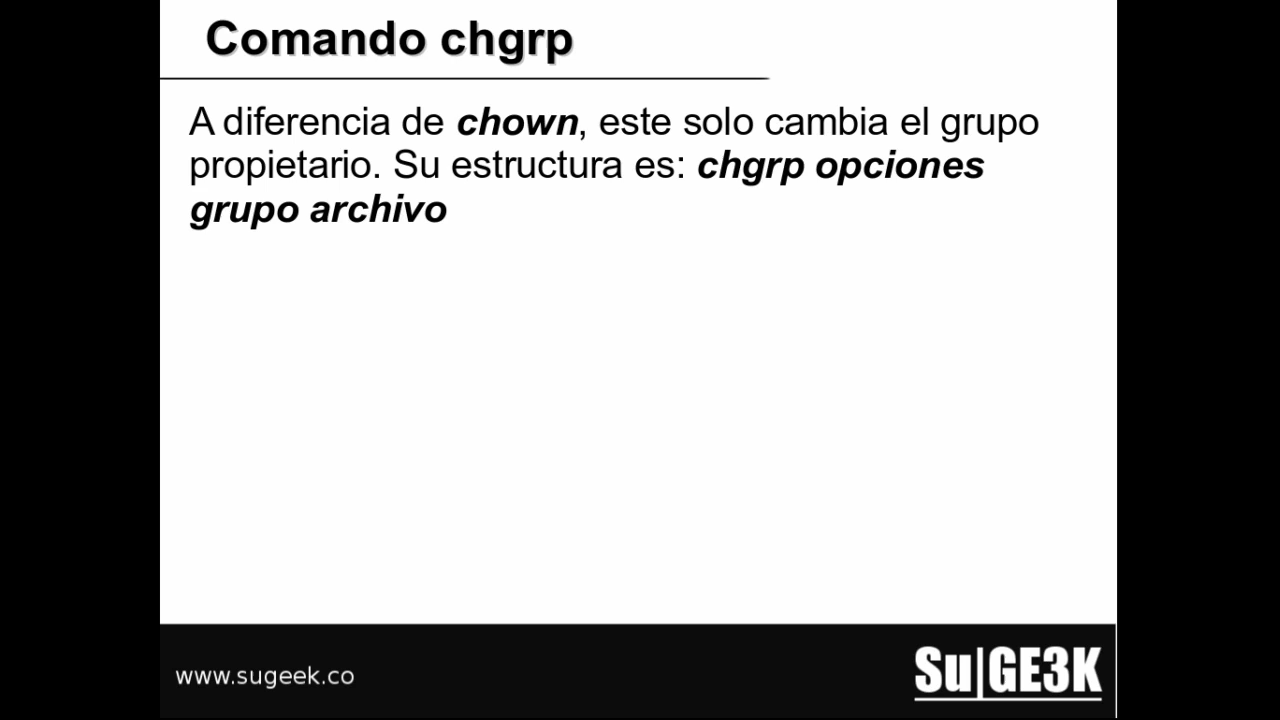 Comando chgrp
A diferencia de chown, este solo cambia el grupo
propietario. Su estructura es: chgrp opciones
grupo archivo
www.sugeek.co
Su|GE3K